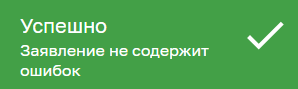 Успешно
Заявление не содержит
ошибок